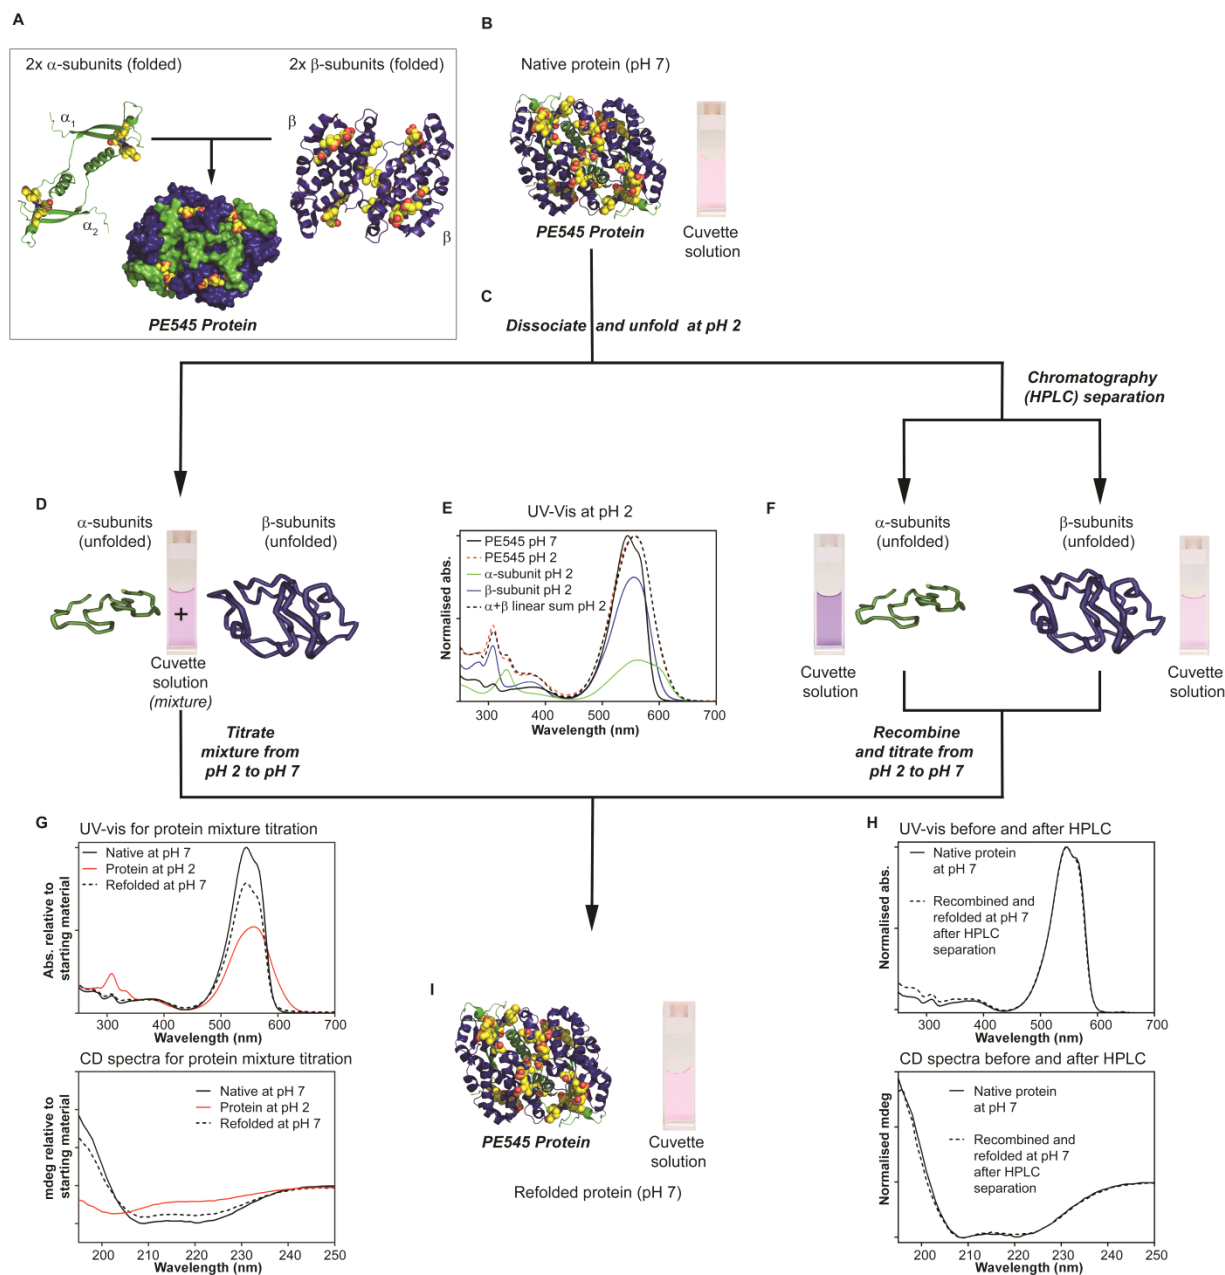 A
2x α-subunits (folded)
2x β-subunits (folded)
α1
α2
β
β
PE545 Protein
B
Native protein (pH 7)
PE545 Protein
Cuvette
solution
C
Dissociate and unfold at pH 2
Chromatography
(HPLC) separation
D
α-subunits
(unfolded)
β-subunits
(unfolded)
+
Cuvette
solution
(mixture)
Titrate
mixture from
pH 2 to pH 7
E
UV-Vis at pH 2
PE545 pH 7
PE545 pH 2
α-subunit pH 2
β-subunit pH 2
α+β linear sum pH 2
Normalised abs.
300 400 500 600 700
Wavelength (nm)
F
α-subunits
(unfolded)
β-subunits
(unfolded)
Cuvette
solution
Cuvette
solution
Recombine
and titrate from
pH 2 to pH 7
G
UV-vis for protein mixture titration
Native at pH 7
Protein at pH 2
Refolded at pH 7
Abs. relative to
starting material
300 400 500 600 700
Wavelength (nm)
CD spectra for protein mixture titration
Native at pH 7
Protein at pH 2
Refolded at pH 7
mdeg relative to
starting material
200 210 220 230 240 250
Wavelength (nm)
H
UV-vis before and after HPLC
Native protein
at pH 7
Recombined and
refolded at pH 7
after HPLC
separation
Normalised abs.
300 400 500 600 700
Wavelength (nm)
CD spectra before and after HPLC
Native protein
at pH 7
Recombined and
refolded at pH 7
after HPLC
separation
Normalised mdeg
200 210 220 230 240 250
Wavelength (nm)
I
PE545 Protein
Cuvette
solution
Refolded protein (pH 7)